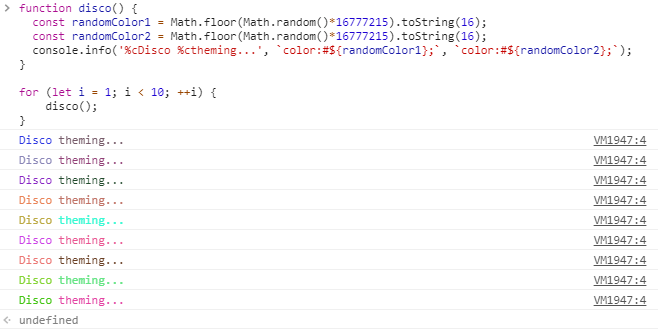 > function disco() {
const randomColor1 = Math.floor(Math.random()*16777215).toString(16);
const randomColor2 = Math.floor(Math.random()*16777215).toString(16);
console.info('%cDisco %ctheming...', `color:#${randomColor1};`, `color:#${randomColor2};`);
}
for (let i = 1; i < 10; ++i) {
disco();
}
Disco theming... VM1947:4
Disco theming... VM1947:4
Disco theming... VM1947:4
Disco theming... VM1947:4
Disco theming... VM1947:4
Disco theming... VM1947:4
Disco theming... VM1947:4
Disco theming... VM1947:4
Disco theming... VM1947:4
undefined